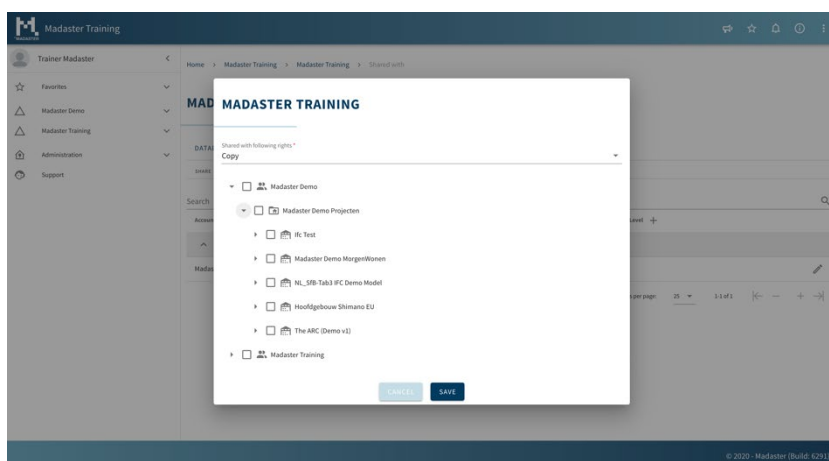 MADASTER
Madaster Training
Trainer Madaster
Home > Madaster Training > Madaster Training > Shared with
Favorites
Madaster Demo
Madaster Training
Administration
Support
MAD
MADASTER TRAINING
DATA
Shared with following rights *
Copy
Search
Madaster Demo
Madaster Demo Projecten
Level
Ifc Test
Madaster Demo MorgenWonen
Madas
NL_SfB-Tab3 IFC Demo Model
Hoofdgebouw Shimano EU
s per page: 25 1-1 of 1
The ARC (Demo v1)
Madaster Training
CANCEL SAVE
© 2020 - Madaster (Build: 6291)